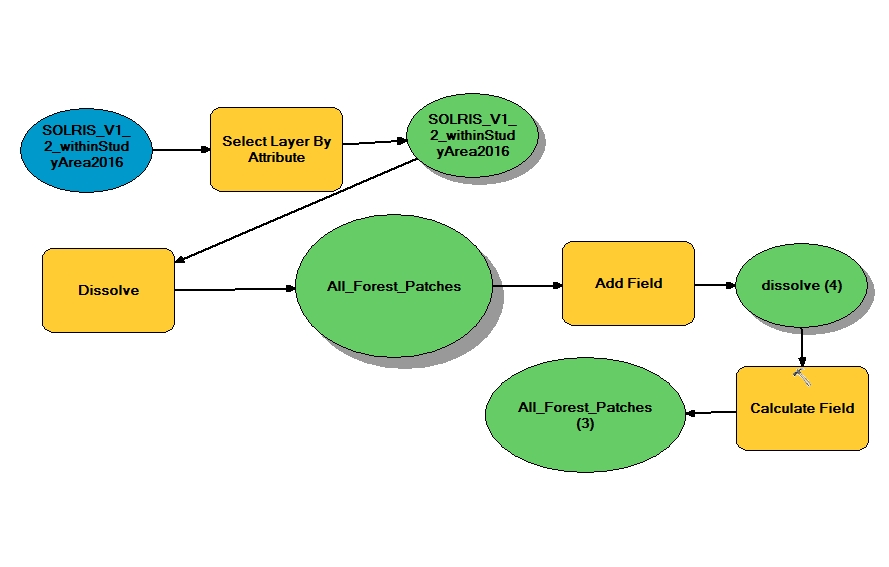 SOLRIS_V1_
2_withinStud
yArea2016
Select Layer By
Attribute
SOLRIS_V1_
2_withinStud
yArea2016
Dissolve
All_Forest_Patches
Add Field
dissolve (4)
All_Forest_Patches
(3)
Calculate Field